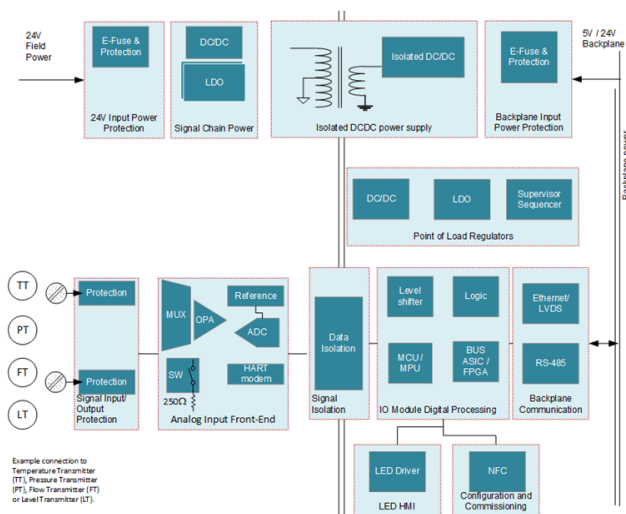 24V
Field
Power
E-Fuse &
Protection
24V Input Power
Protection
DC/DC
LDO
Signal Chain Power
Isolated DC/DC
Isolated DCDC power supply
E-Fuse &
Protection
Backplane Input
Power Protection
5V / 24V
Backplane
Backplane power
DC/DC
LDO
Supervisor
Sequencer
Point of Load Regulators
TT
PT
FT
LT
Protection
Protection
Signal Input/
Output
Protection
MUX
OPA
Reference
ADC
SW
250Ω
HART
modem
Analog Input Front-End
Data
Isolation
Signal
Isolation
Level
shifter
Logic
MCU /
MPU
BUS
ASIC /
FPGA
IO Module Digital Processing
Ethernet/
LVDS
RS-485
Backplane
Communication
LED Driver
LED HMI
NFC
Configuration and
Commissioning
Example connection to
Temperature Transmitter
(TT), Pressure Transmitter
(PT), Flow Transmitter (FT)
or Level Transmitter (LT).